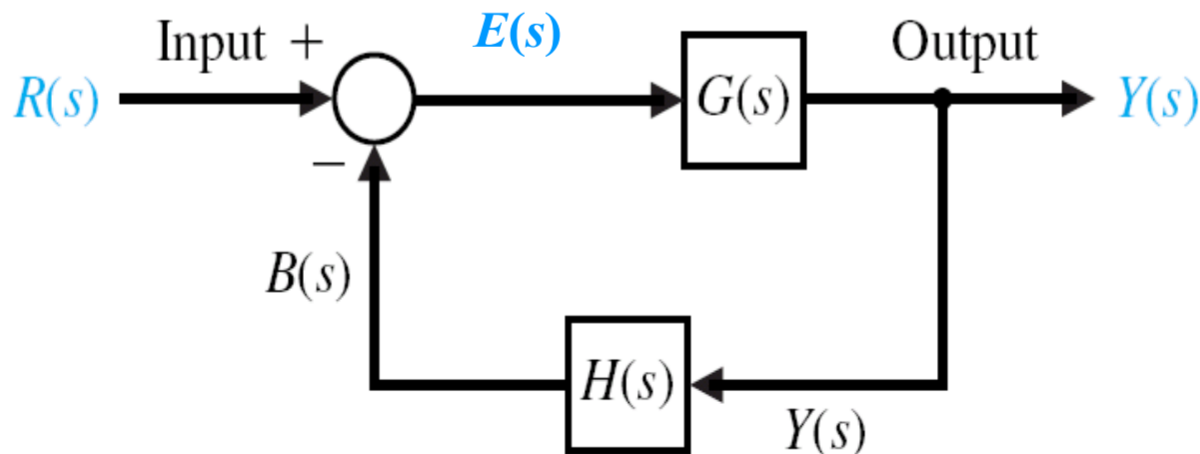 Input +
E(s)
Output
R(s)
G(s)
Y(s)
−
B(s)
H(s)
Y(s)